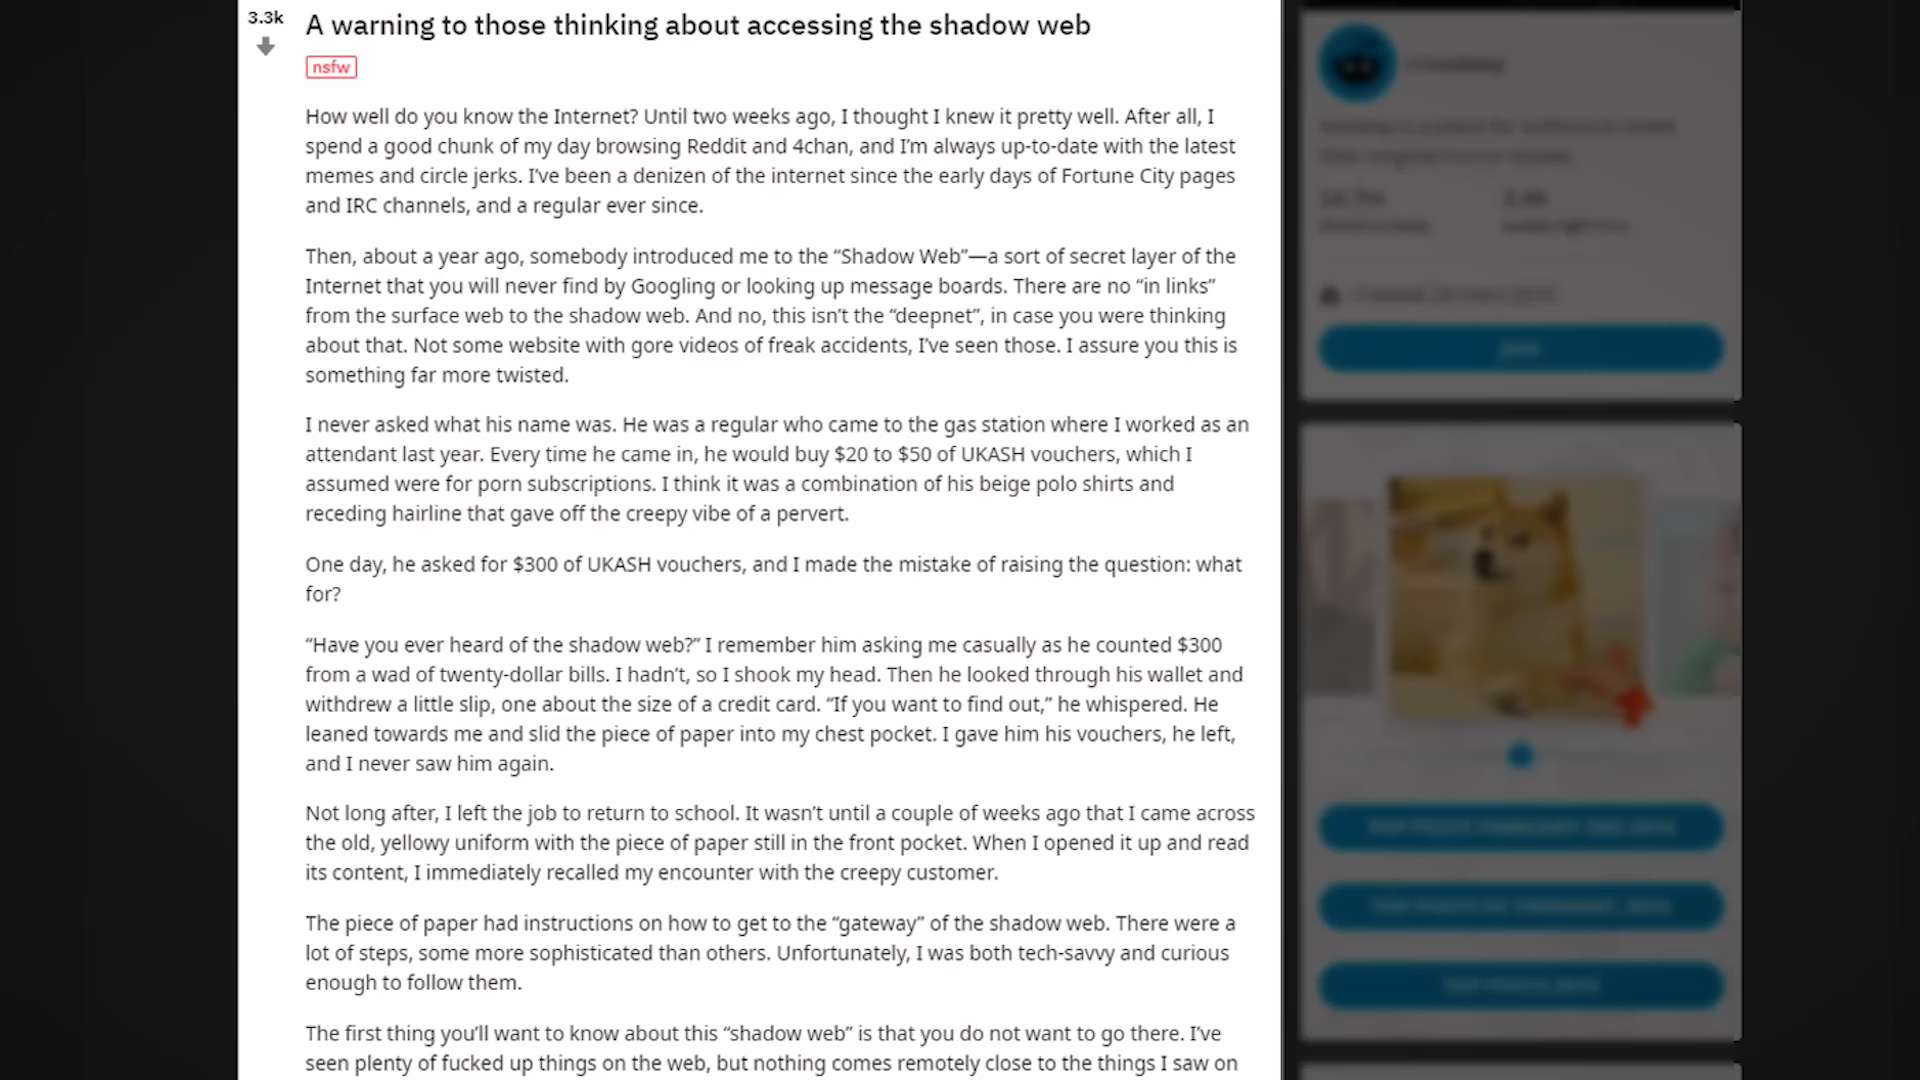 3.3k
A warning to those thinking about accessing the shadow web
nsfw
How well do you know the Internet? Until two weeks ago, I thought I knew it pretty well. After all, I
spend a good chunk of my day browsing Reddit and 4chan, and I’m always up-to-date with the latest
memes and circle jerks. I’ve been a denizen of the internet since the early days of Fortune City pages
and IRC channels, and a regular ever since.
Then, about a year ago, somebody introduced me to the “Shadow Web”—a sort of secret layer of the
Internet that you will never find by Googling or looking up message boards. There are no “in links”
from the surface web to the shadow web. And no, this isn’t the “deepnet”, in case you were thinking
about that. Not some website with gore videos of freak accidents, I’ve seen those. I assure you this is
something far more twisted.
I never asked what his name was. He was a regular who came to the gas station where I worked as an
attendant last year. Every time he came in, he would buy $20 to $50 of UKASH vouchers, which I
assumed were for porn subscriptions. I think it was a combination of his beige polo shirts and
receding hairline that gave off the creepy vibe of a pervert.
One day, he asked for $300 of UKASH vouchers, and I made the mistake of raising the question: what
for?
“Have you ever heard of the shadow web?” I remember him asking me casually as he counted $300
from a wad of twenty-dollar bills. I hadn’t, so I shook my head. Then he looked through his wallet and
withdrew a little slip, one about the size of a credit card. “If you want to find out,” he whispered. He
leaned towards me and slid the piece of paper into my chest pocket. I gave him his vouchers, he left,
and I never saw him again.
Not long after, I left the job to return to school. It wasn’t until a couple of weeks ago that I came across
the old, yellowy uniform with the piece of paper still in the front pocket. When I opened it up and read
its content, I immediately recalled my encounter with the creepy customer.
The piece of paper had instructions on how to get to the “gateway” of the shadow web. There were a
lot of steps, some more sophisticated than others. Unfortunately, I was both tech-savvy and curious
enough to follow them.
The first thing you’ll want to know about this “shadow web” is that you do not want to go there. I’ve
seen plenty of fucked up things on the web, but nothing comes remotely close to the things I saw on